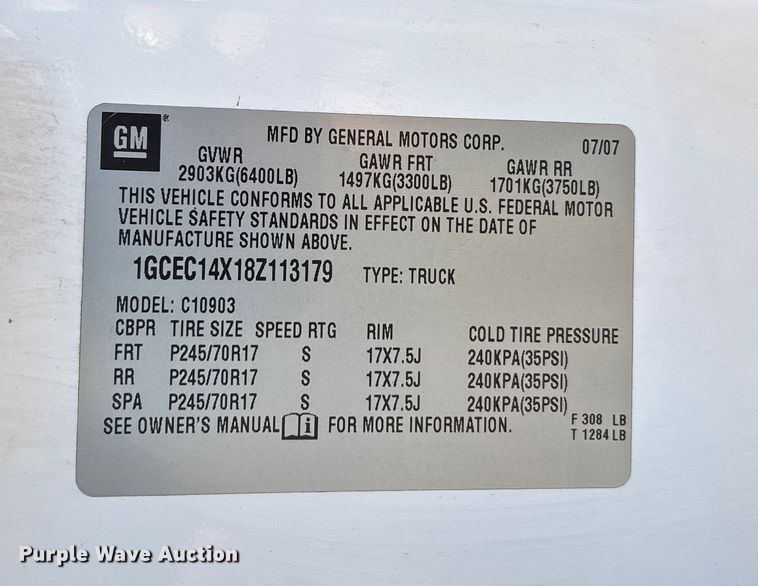 GM®
MFD BY GENERAL MOTORS CORP. 07/07
GVWR GAWR FRT GAWR RR
2903KG(6400LB) 1497KG(3300LB) 1701KG(3750LB)
THIS VEHICLE CONFORMS TO ALL APPLICABLE U.S. FEDERAL MOTOR
VEHICLE SAFETY STANDARDS IN EFFECT ON THE DATE OF
MANUFACTURE SHOWN ABOVE.
1GCEC14X18Z113179 TYPE: TRUCK
MODEL: C10903
CBPR TIRE SIZE SPEED RTG RIM COLD TIRE PRESSURE
FRT P245/70R17 S 17X7.5J 240KPA(35PSI)
RR P245/70R17 S 17X7.5J 240KPA(35PSI)
SPA P245/70R17 S 17X7.5J 240KPA(35PSI)
SEE OWNER'S MANUAL i FOR MORE INFORMATION.
F 308 LB
T 1284 LB
Purple Wave Auction